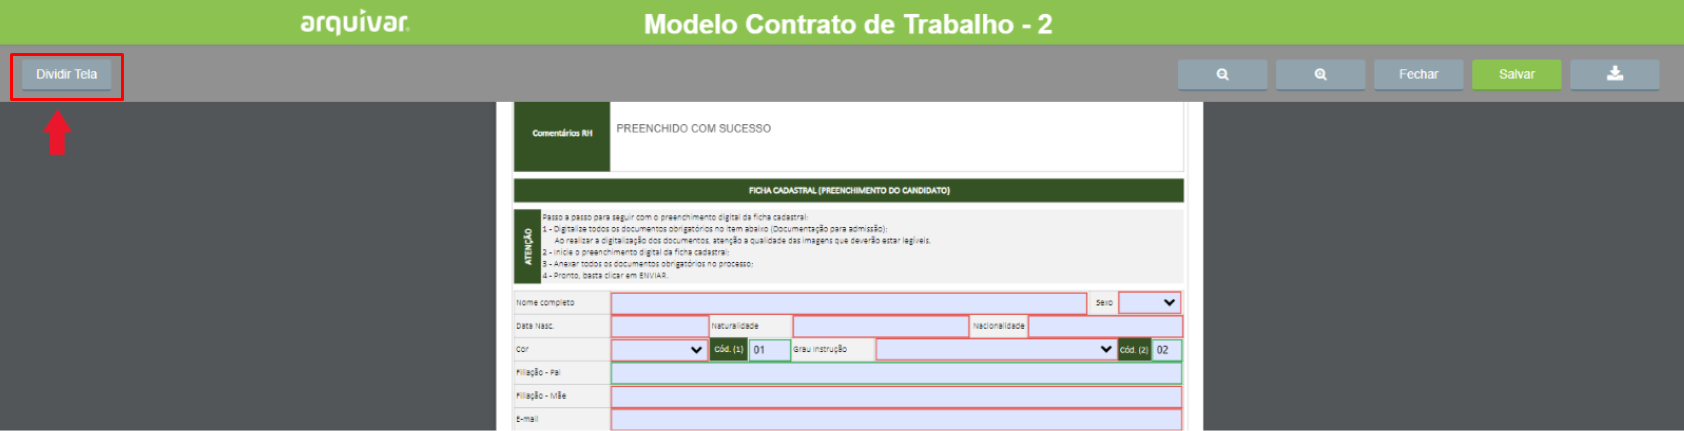 arquivar. Modelo Contrato de Trabalho - 2
Dividir Tela Fechar Salvar
Comentários RH PREENCHIDO COM SUCESSO
FICHA CADASTRAL (PREENCHIMENTO DO CANDIDATO)
ATENÇÃO
Passo a passo para seguir com o preenchimento digital da ficha cadastral:
1 - Digitalize todos os documentos obrigatórios no item abaixo (Documentação para admissão);
Ao realizar a digitalização dos documentos, atenção a qualidade das imagens que deverão estar legíveis.
2 - Inicie o preenchimento digital da ficha cadastral;
3 - Anexar todos os documentos obrigatórios no processo;
4 - Pronto, basta clicar em ENVIAR.
Nome completo Sexo
Data Nasc. Naturalidade Nacionalidade
Cor Cód. (1) 01 Grau Instrução Cód. (2) 02
Filiação - Pai
Filiação - Mãe
E-mail